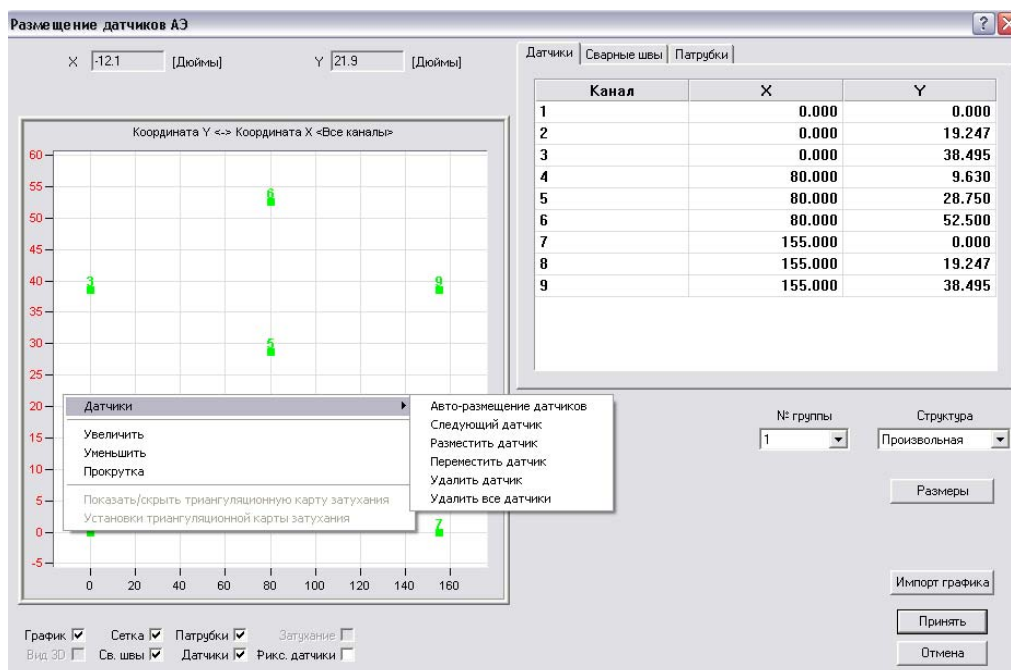 Размещение датчиков АЭ
X -12.1 [Дюймы] Y 21.9 [Дюймы]
Датчики Сварные швы Патрубки
Канал X Y
1 0.000 0.000
2 0.000 19.247
3 0.000 38.495
4 80.000 9.630
5 80.000 28.750
6 80.000 52.500
7 155.000 0.000
8 155.000 19.247
9 155.000 38.495
Координата Y <-> Координата X <Все каналы>
60
55
6
50
45
40
3 9
35
30
5
25
20
15
10
5
0
-5
7
0 20 40 60 80 100 120 140 160
Датчики
Увеличить
Уменьшить
Прокрутка
Показать/скрыть триангуляционную карту затухания
Установки триангуляционной карты затухания
Авто-размещение датчиков
Следующий датчик
Разместить датчик
Переместить датчик
Удалить датчик
Удалить все датчики
№ группы Структура
1 Произвольная
Размеры
Импорт графика
Принять
Отмена
График Сетка Патрубки Затухание
Вид 3D Св. швы Датчики Фикс. датчики